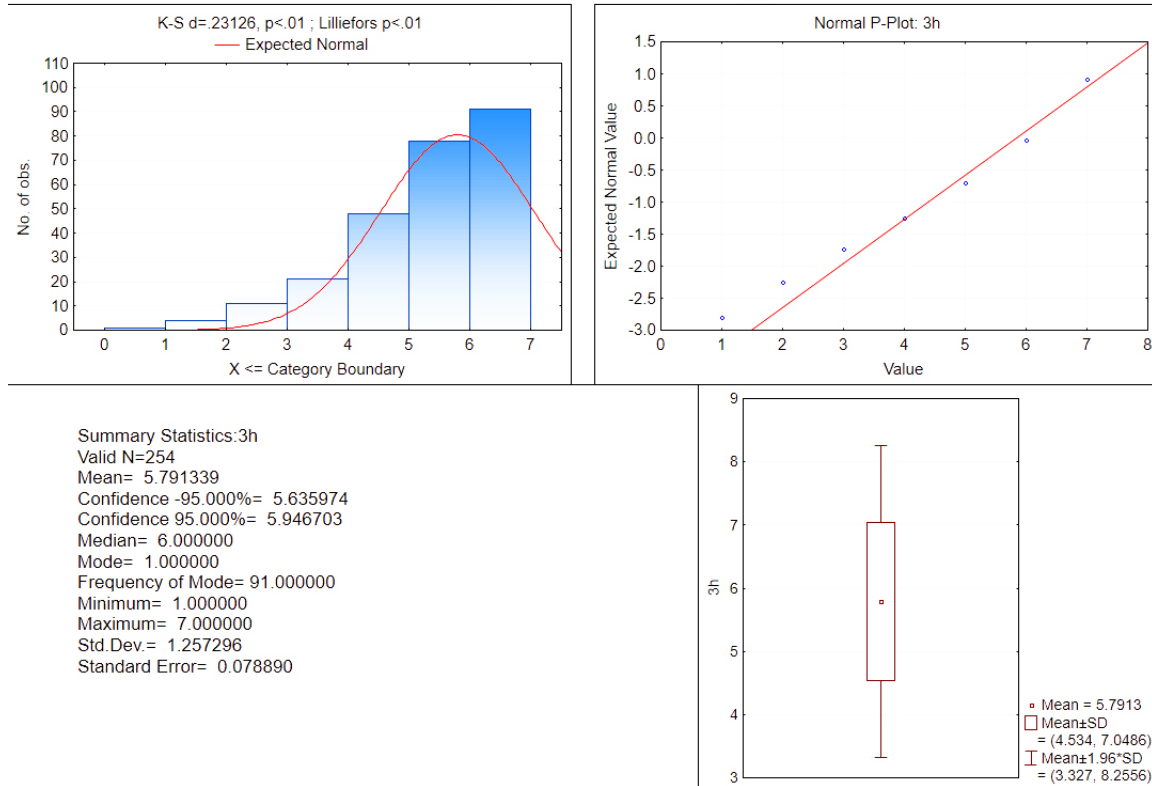 K-S d=.23126, p<.01 ; Lilliefors p<.01
Expected Normal
110
100
90
80
70
60
50
40
30
20
10
0
No. of obs.
0 1 2 3 4 5 6 7
X <= Category Boundary
Normal P-Plot: 3h
1.5
1.0
0.5
0.0
-0.5
-1.0
-1.5
-2.0
-2.5
-3.0
Expected Normal Value
0 1 2 3 4 5 6 7 8
Value
Summary Statistics:3h
Valid N=254
Mean= 5.791339
Confidence -95.000%= 5.635974
Confidence 95.000%= 5.946703
Median= 6.000000
Mode= 1.000000
Frequency of Mode= 91.000000
Minimum= 1.000000
Maximum= 7.000000
Std.Dev.= 1.257296
Standard Error= 0.078890
9
8
7
6
5
4
3
3h
Mean = 5.7913
Mean±SD
= (4.534, 7.0486)
Mean±1.96*SD
= (3.327, 8.2556)